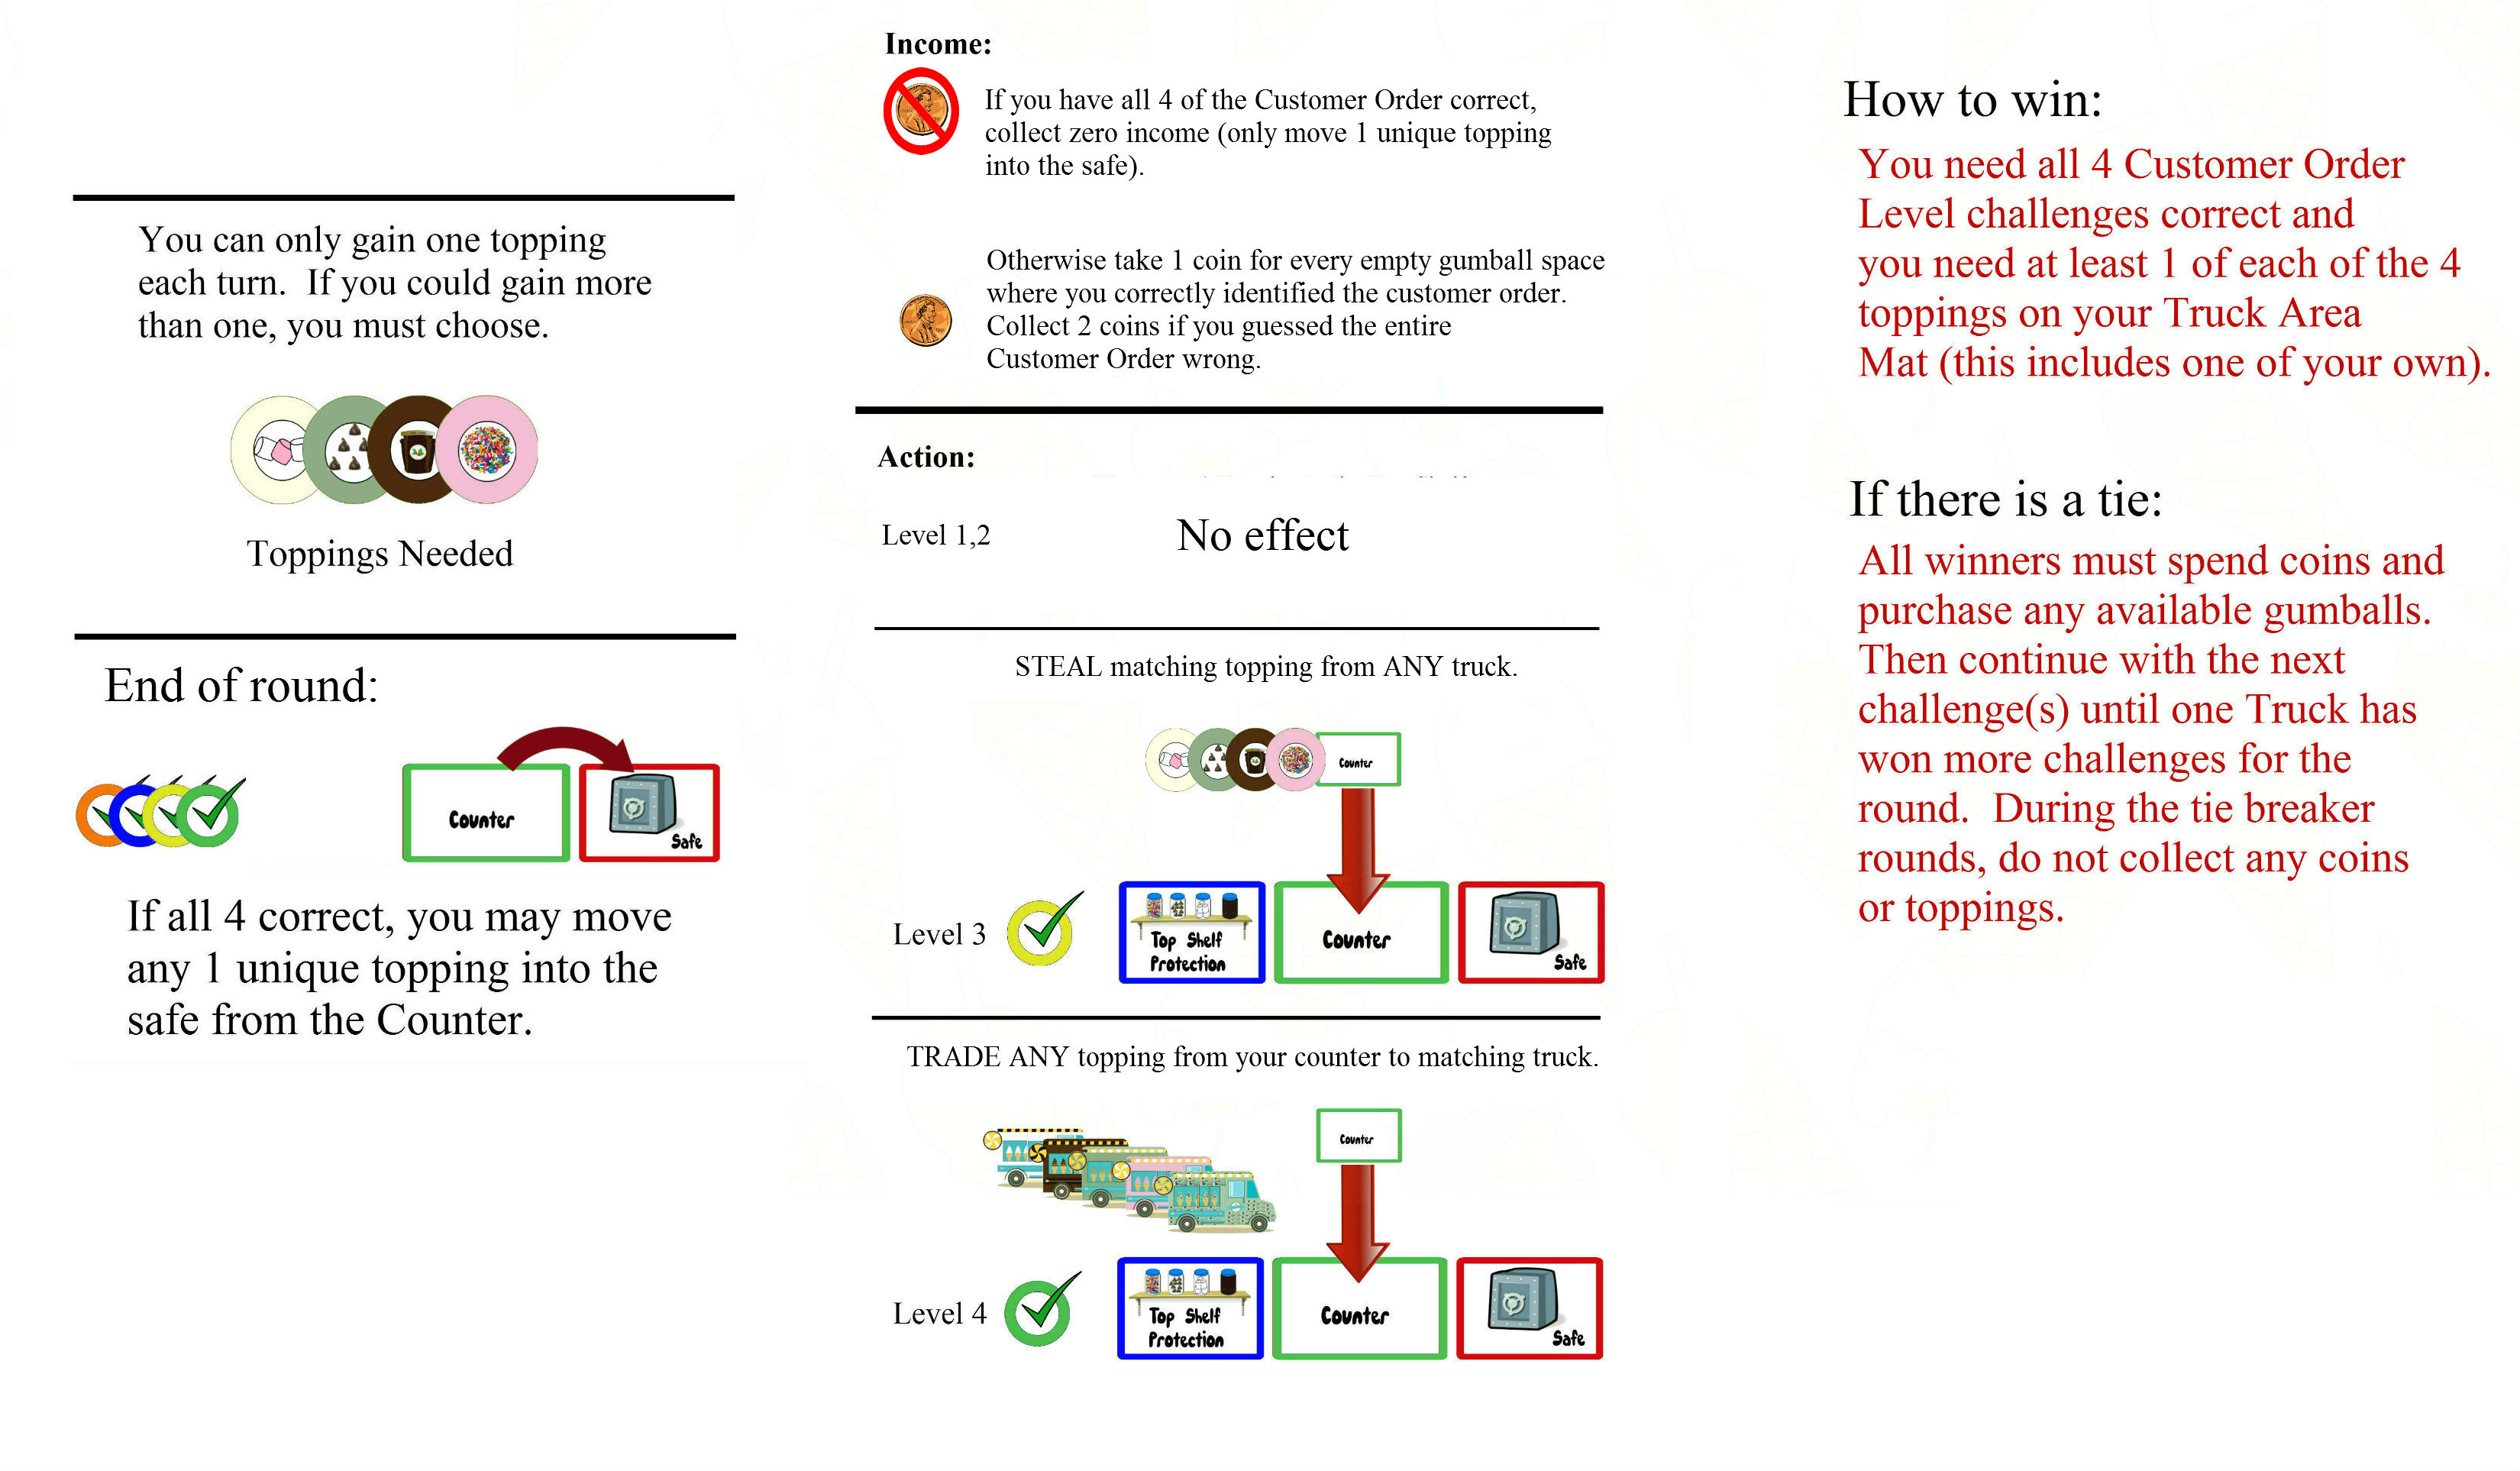 You can only gain one topping
each turn.  If you could gain more
than one, you must choose.
Toppings Needed
End of round:
Counter
Safe
If all 4 correct, you may move
any 1 unique topping into the
safe from the Counter.
Income:
If you have all 4 of the Customer Order correct,
collect zero income (only move 1 unique topping
into the safe).
Otherwise take 1 coin for every empty gumball space
where you correctly identified the customer order.
Collect 2 coins if you guessed the entire
Customer Order wrong.
Action:
Level 1,2
No effect
STEAL matching topping from ANY truck.
Counter
Level 3
Top Shelf
Protection
Counter
Safe
TRADE ANY topping from your counter to matching truck.
Counter
Level 4
Top Shelf
Protection
Counter
Safe
How to win:
You need all 4 Customer Order
Level challenges correct and
you need at least 1 of each of the 4
toppings on your Truck Area
Mat (this includes one of your own).
If there is a tie:
All winners must spend coins and
purchase any available gumballs.
Then continue with the next
challenge(s) until one Truck has
won more challenges for the
round.  During the tie breaker
rounds, do not collect any coins
or toppings.